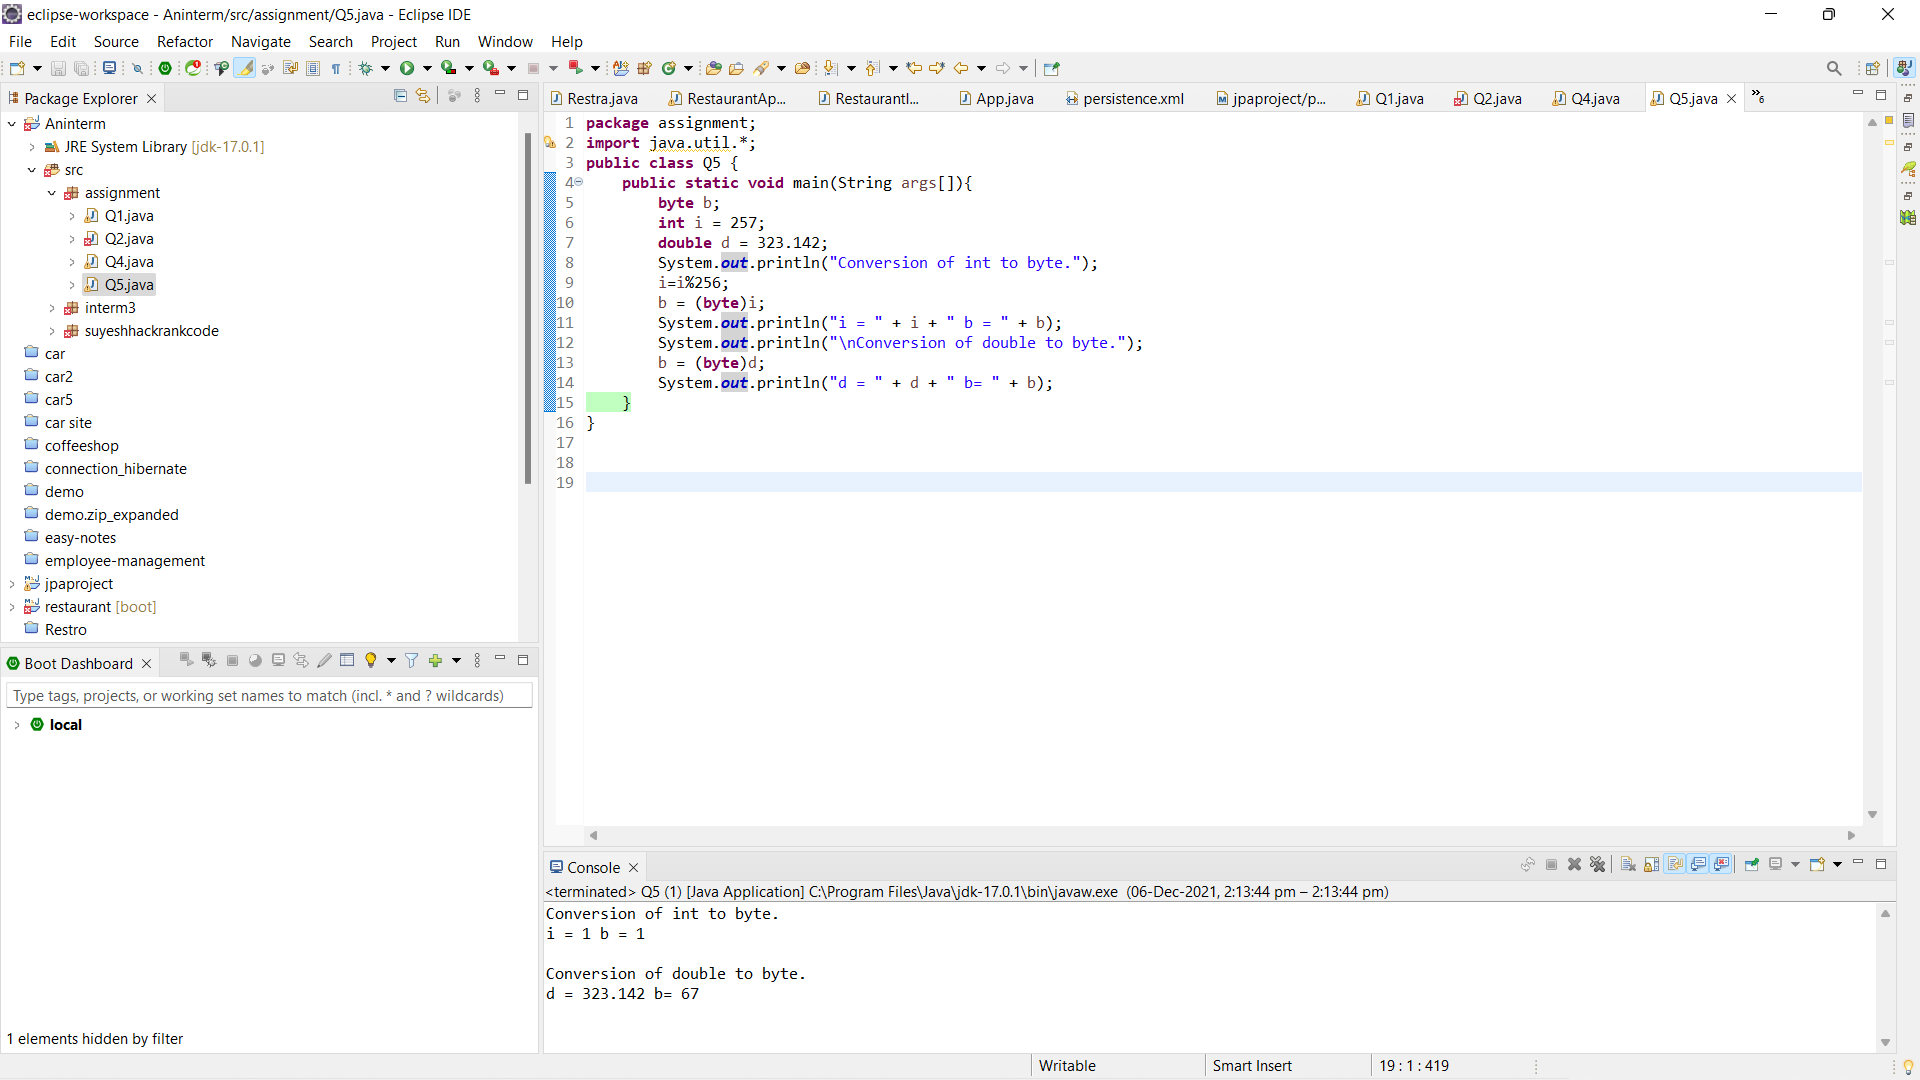 eclipse-workspace - Aninterm/src/assignment/Q5.java - Eclipse IDE
File Edit Source Refactor Navigate Search Project Run Window Help
Package Explorer
Aninterm
JRE System Library [jdk-17.0.1]
src
assignment
Q1.java
Q2.java
Q4.java
Q5.java
interm3
suyeshhackrankcode
car
car2
car5
car site
coffeeshop
connection_hibernate
demo
demo.zip_expanded
easy-notes
employee-management
jpaproject
restaurant [boot]
Restro
Boot Dashboard
Type tags, projects, or working set names to match (incl. * and ? wildcards)
local
1 elements hidden by filter
Restra.java RestaurantAp... RestaurantI... App.java persistence.xml jpaproject/p... Q1.java Q2.java Q4.java Q5.java »6
1 package assignment;
2 import java.util.*;
3 public class Q5 {
4 public static void main(String args[]){
5 byte b;
6 int i = 257;
7 double d = 323.142;
8 System.out.println("Conversion of int to byte.");
9 i=i%256;
10 b = (byte)i;
11 System.out.println("i = " + i + " b = " + b);
12 System.out.println("\nConversion of double to byte.");
13 b = (byte)d;
14 System.out.println("d = " + d + " b= " + b);
15 }
16 }
17
18
19
Console
<terminated> Q5 (1) [Java Application] C:\Program Files\Java\jdk-17.0.1\bin\javaw.exe (06-Dec-2021, 2:13:44 pm – 2:13:44 pm)
Conversion of int to byte.
i = 1 b = 1
Conversion of double to byte.
d = 323.142 b= 67
Writable Smart Insert 19 : 1 : 419